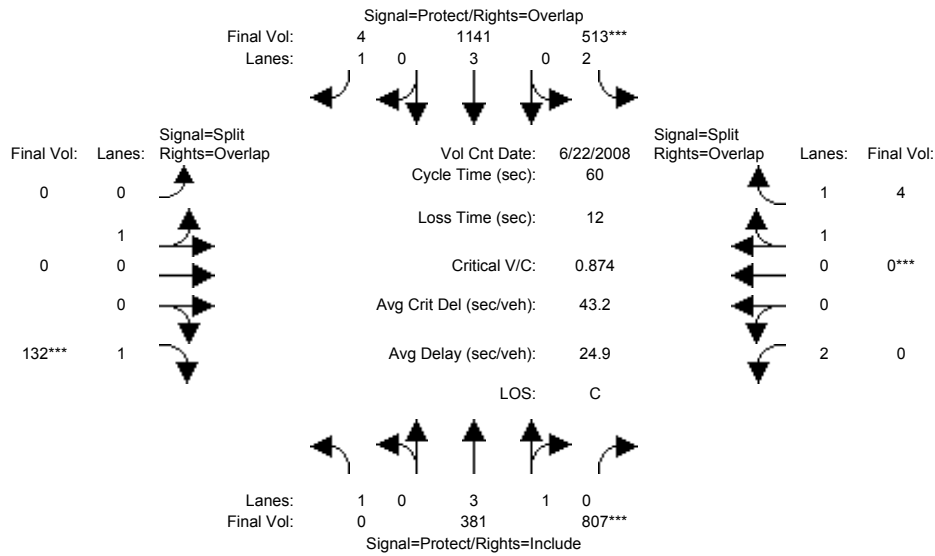 Signal=Protect/Rights=Overlap
Final Vol: 4 1141 513***
Lanes: 1 0 3 0 2
Signal=Split
Rights=Overlap
Final Vol: Lanes:
0 0
1
0 0
0
132*** 1
Vol Cnt Date: 6/22/2008
Cycle Time (sec): 60
Loss Time (sec): 12
Critical V/C: 0.874
Avg Crit Del (sec/veh): 43.2
Avg Delay (sec/veh): 24.9
LOS: C
Signal=Split
Rights=Overlap
Lanes: Final Vol:
1 4
1
0 0***
0
2 0
Lanes: 1 0 3 1 0
Final Vol: 0 381 807***
Signal=Protect/Rights=Include